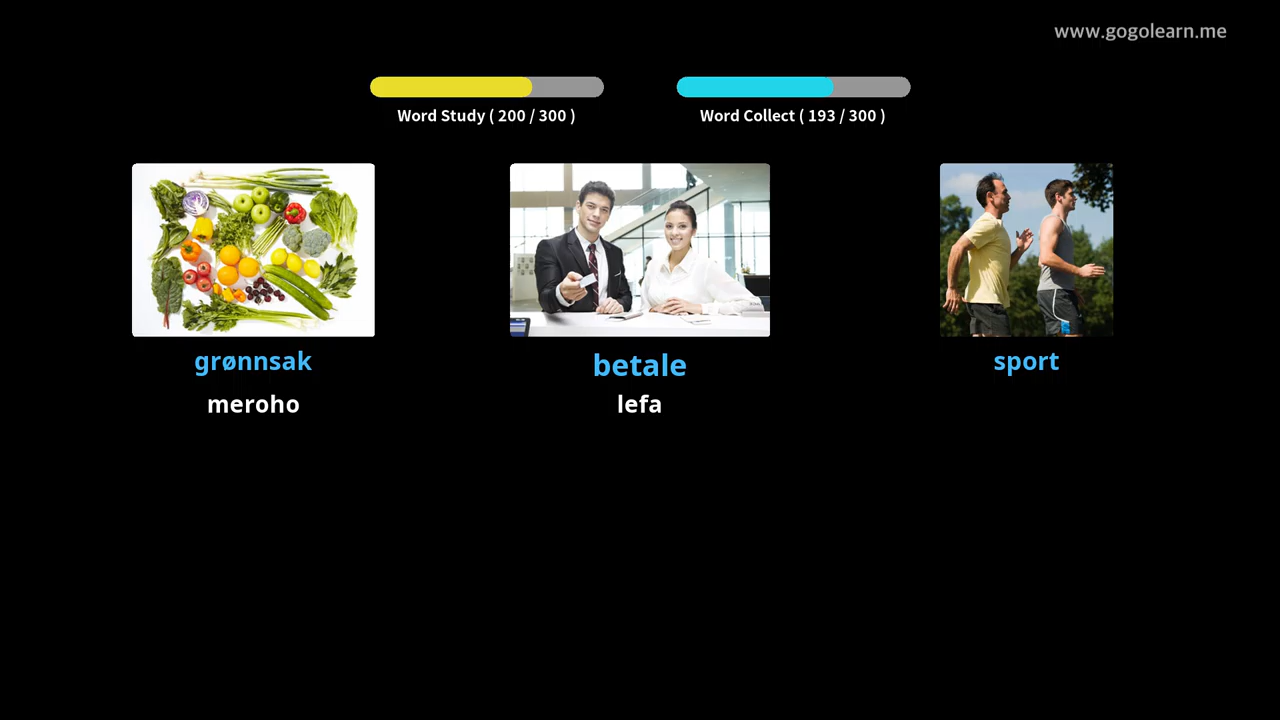 www.gogolearn.me
Word Study ( 200 / 300 )
Word Collect ( 193 / 300 )
grønnsak
betale
sport
meroho
lefa